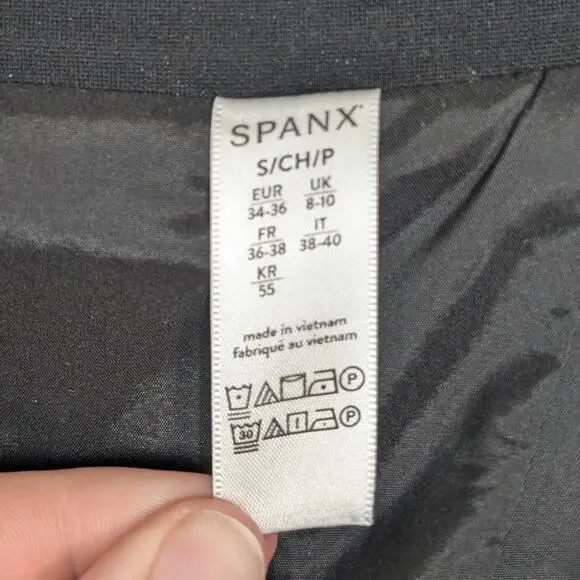 SPANX
S/CH/P
EUR UK
34-36 8-10
FR IT
36-38 38-40
KR
55
made in vietnam
Fabriqué au vietnam
P
30 P